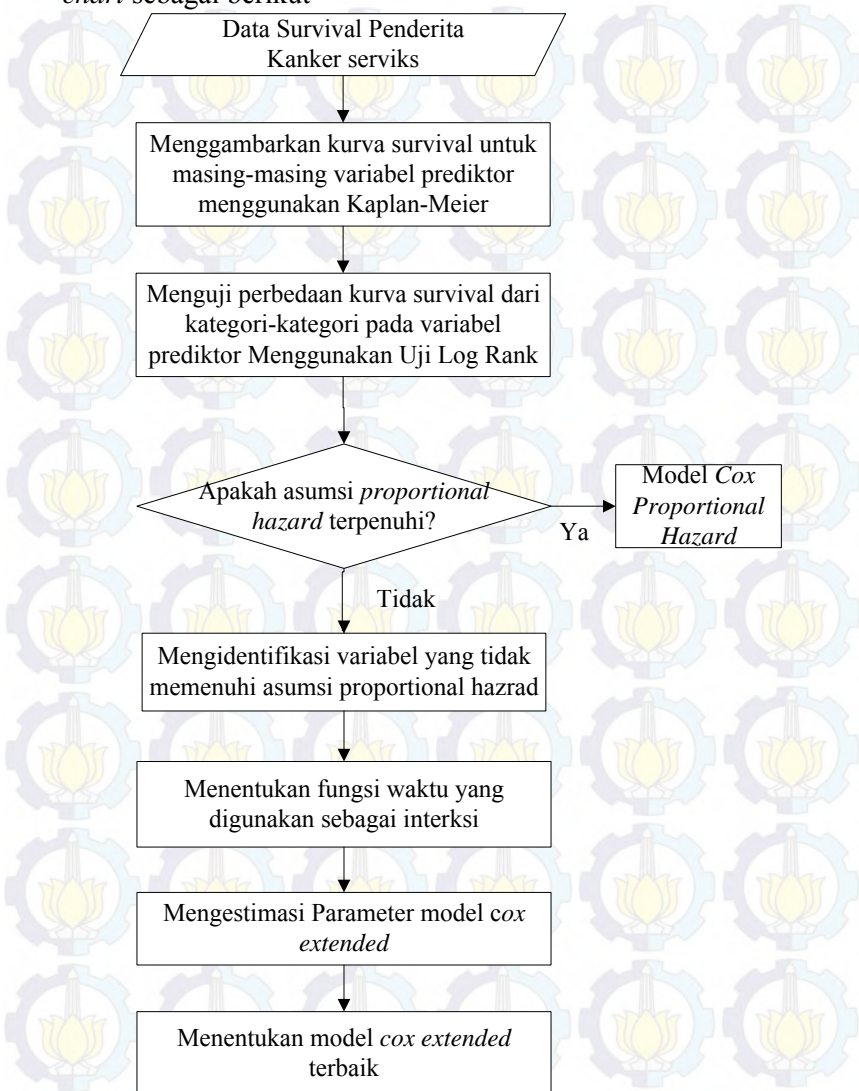 chart sebagai berikut
Data Survival Penderita
Kanker serviks
Menggambarkan kurva survival untuk
masing-masing variabel prediktor
menggunakan Kaplan-Meier
Menguji perbedaan kurva survival dari
kategori-kategori pada variabel
prediktor Menggunakan Uji Log Rank
Apakah asumsi proportional
hazard terpenuhi?
Ya
Model Cox
Proportional
Hazard
Tidak
Mengidentifikasi variabel yang tidak
memenuhi asumsi proportional hazrad
Menentukan fungsi waktu yang
digunakan sebagai interksi
Mengestimasi Parameter model cox
extended
Menentukan model cox extended
terbaik